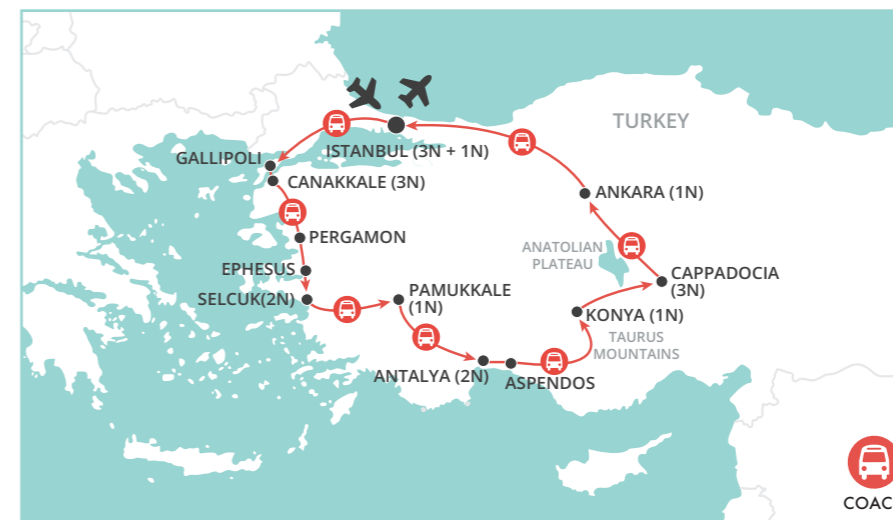 TURKEY
ISTANBUL (3N + 1N)
GALLIPOLI
CANAKKALE (3N)
ANKARA (1N)
PERGAMON
ANATOLIAN
PLATEAU
EPHESUS
CAPPADOCIA
(3N)
SELCUK(2N)
PAMUKKALE
(1N)
KONYA (1N)
TAURUS
MOUNTAINS
ANTALYA (2N)
ASPENDOS
COAC